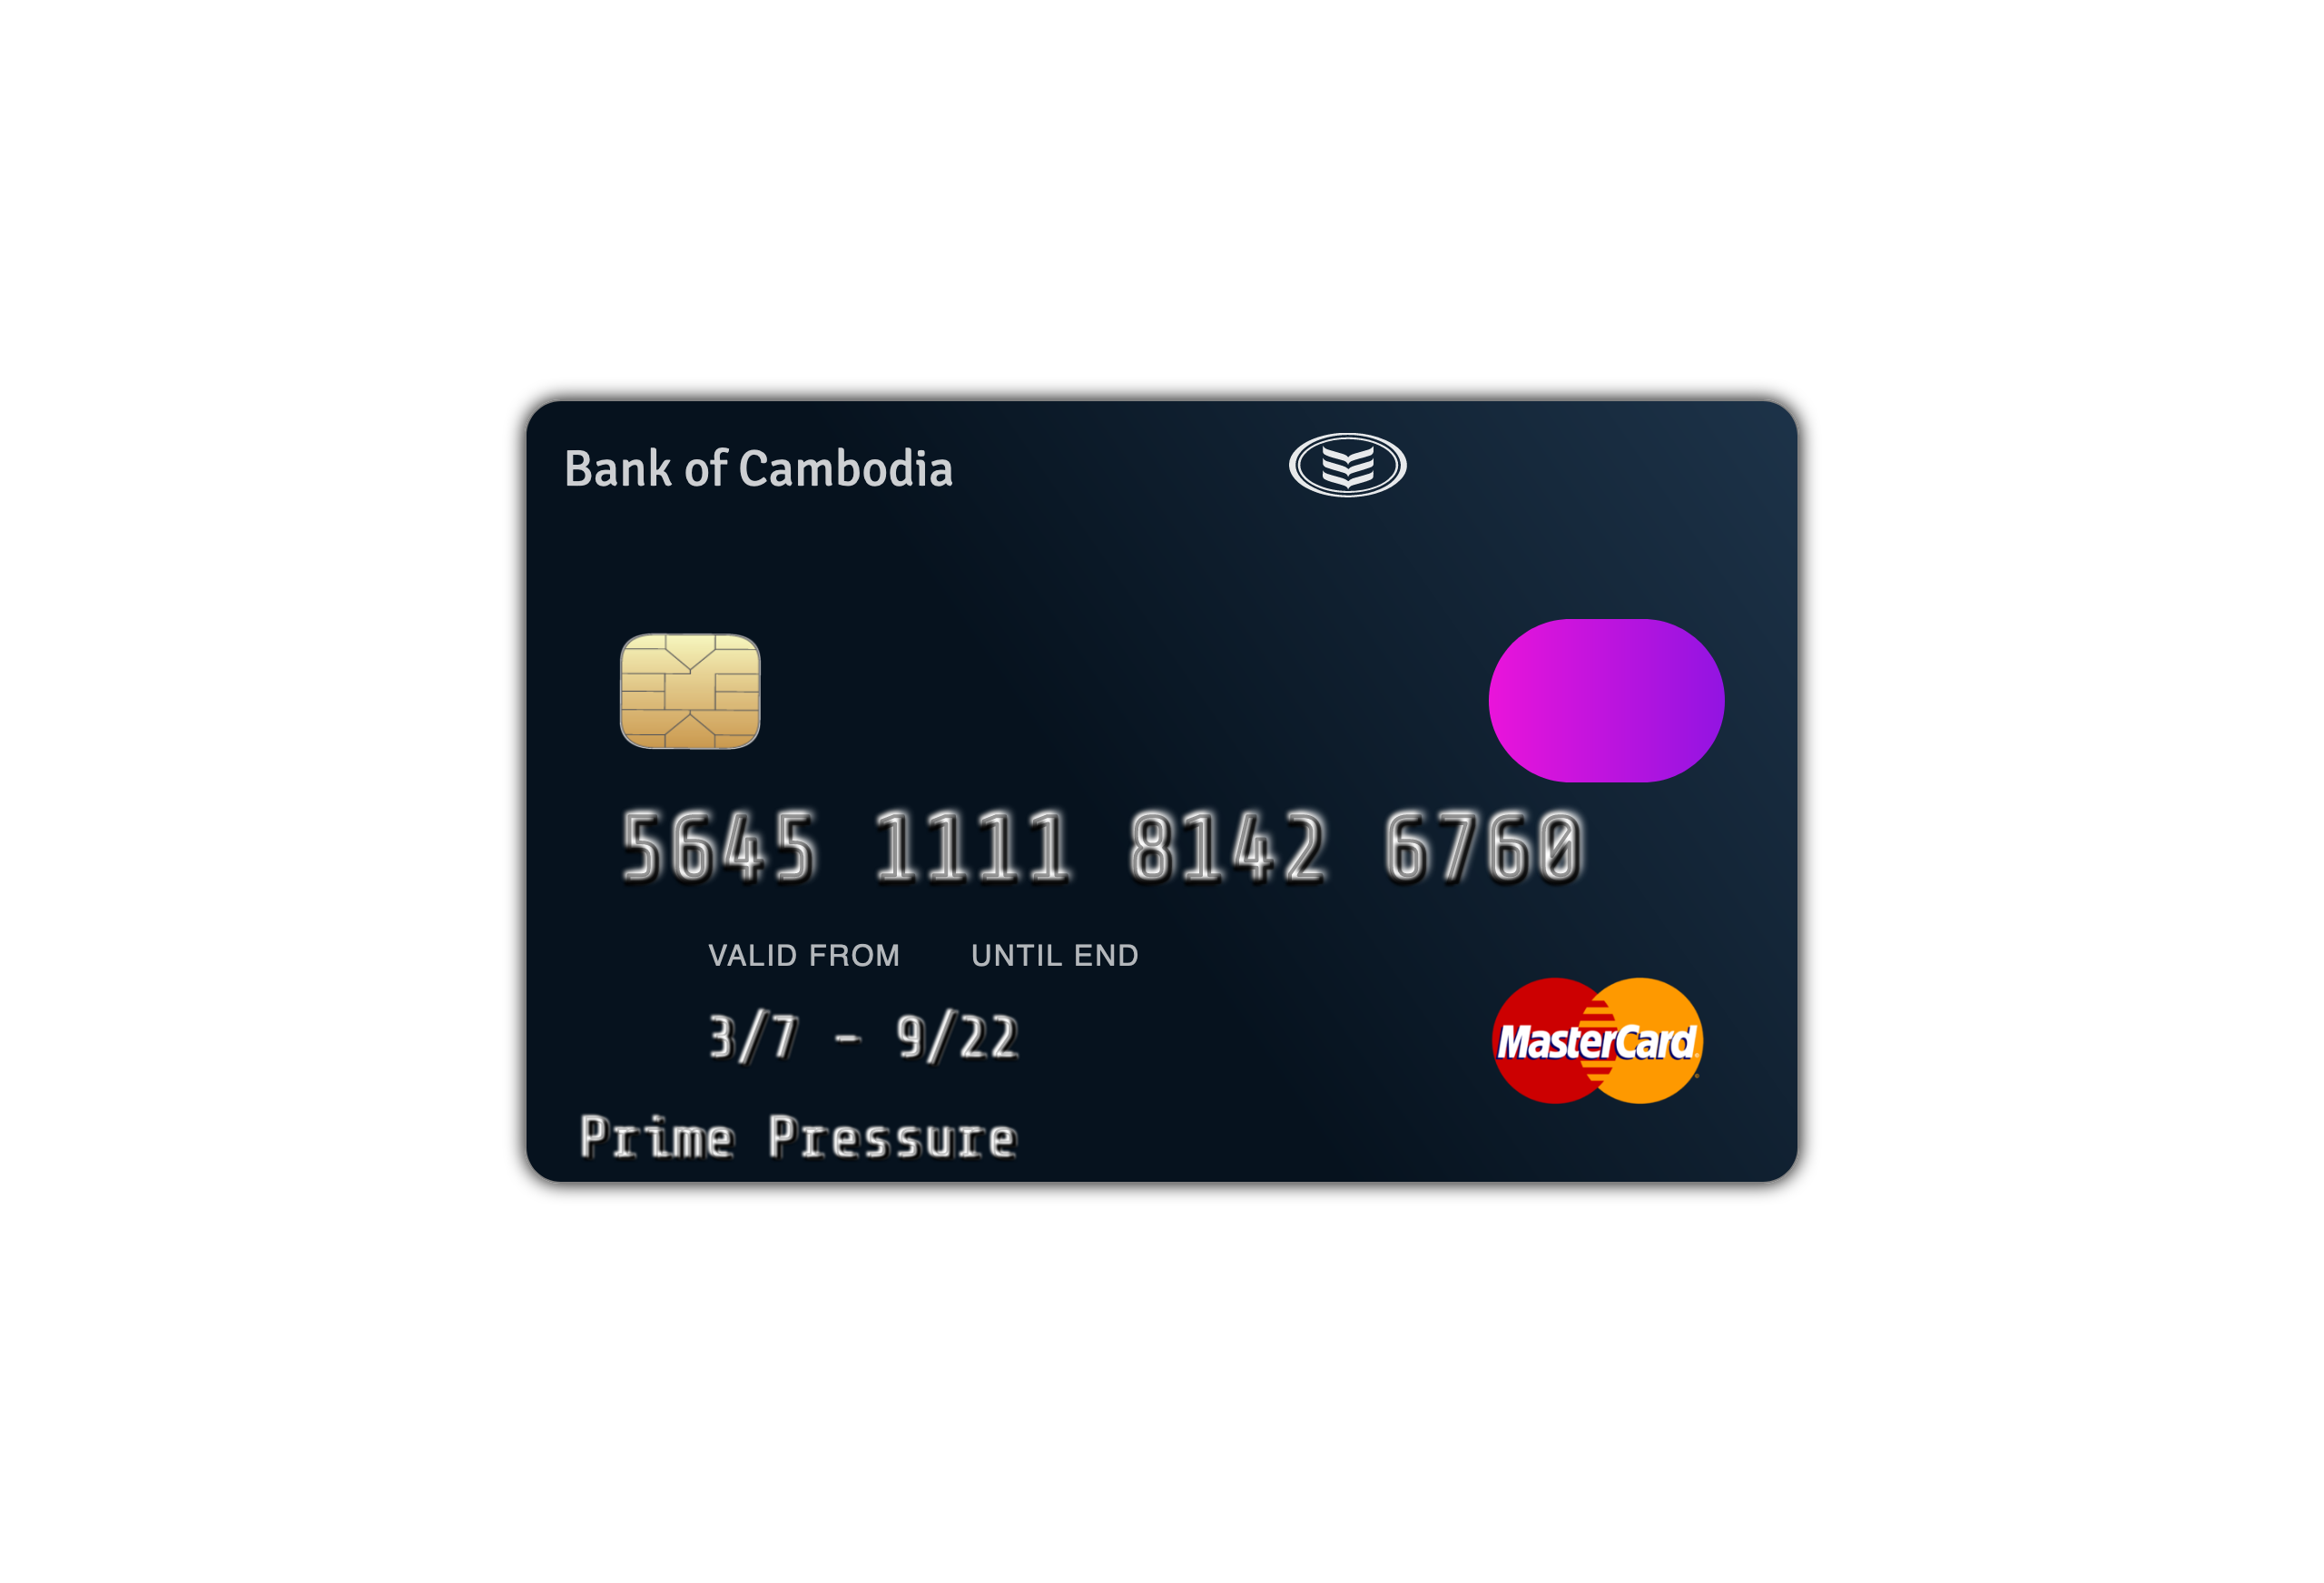 Bank of Cambodia
5645 1111 8142 6760
VALID FROM UNTIL END
3/7 - 9/22
MasterCard
Prime Pressure